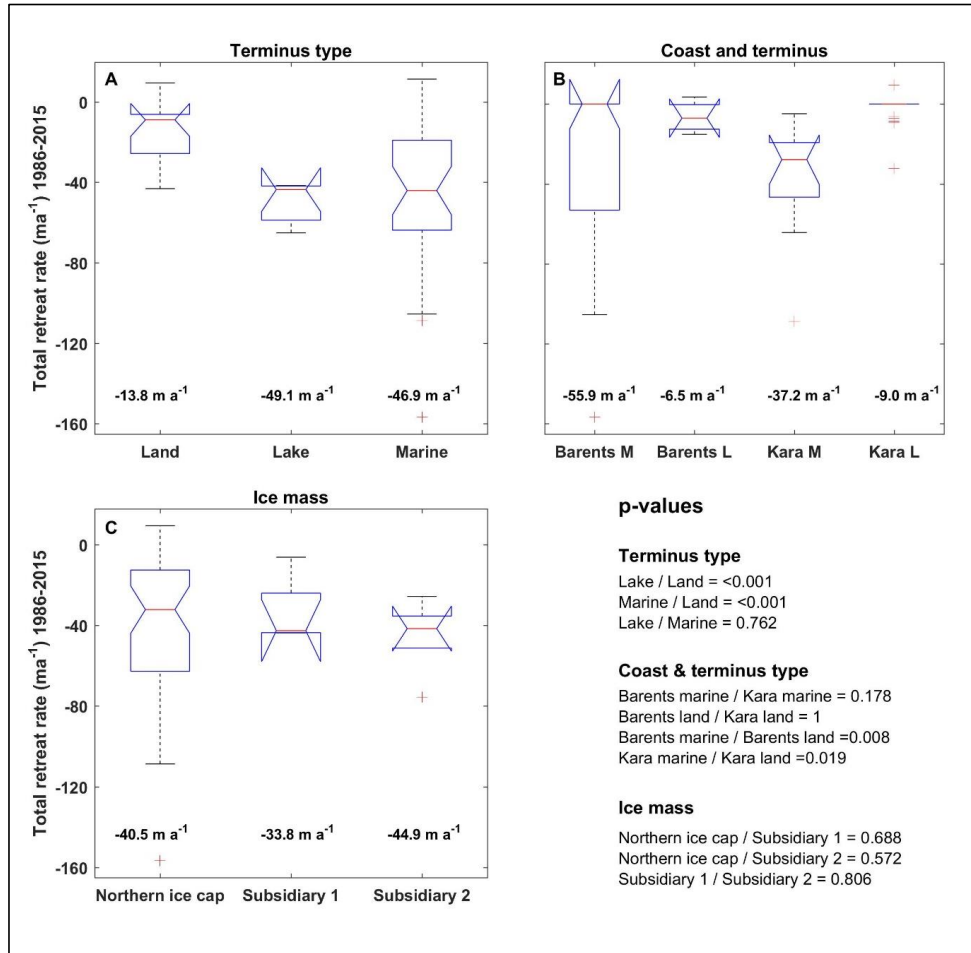 Terminus type
A
Total retreat rate (ma⁻¹) 1986-2015
0
-40
-80
-120
-160
-13.8 m a⁻¹
-49.1 m a⁻¹
-46.9 m a⁻¹
Land
Lake
Marine
Coast and terminus
B
-55.9 m a⁻¹
-6.5 m a⁻¹
-37.2 m a⁻¹
-9.0 m a⁻¹
Barents M
Barents L
Kara M
Kara L
Ice mass
C
Total retreat rate (ma⁻¹) 1986-2015
0
-40
-80
-120
-160
-40.5 m a⁻¹
-33.8 m a⁻¹
-44.9 m a⁻¹
Northern ice cap
Subsidiary 1
Subsidiary 2
p-values
Terminus type
Lake / Land = <0.001
Marine / Land = <0.001
Lake / Marine = 0.762
Coast & terminus type
Barents marine / Kara marine = 0.178
Barents land / Kara land = 1
Barents marine / Barents land =0.008
Kara marine / Kara land =0.019
Ice mass
Northern ice cap / Subsidiary 1 = 0.688
Northern ice cap / Subsidiary 2 = 0.572
Subsidiary 1 / Subsidiary 2 = 0.806